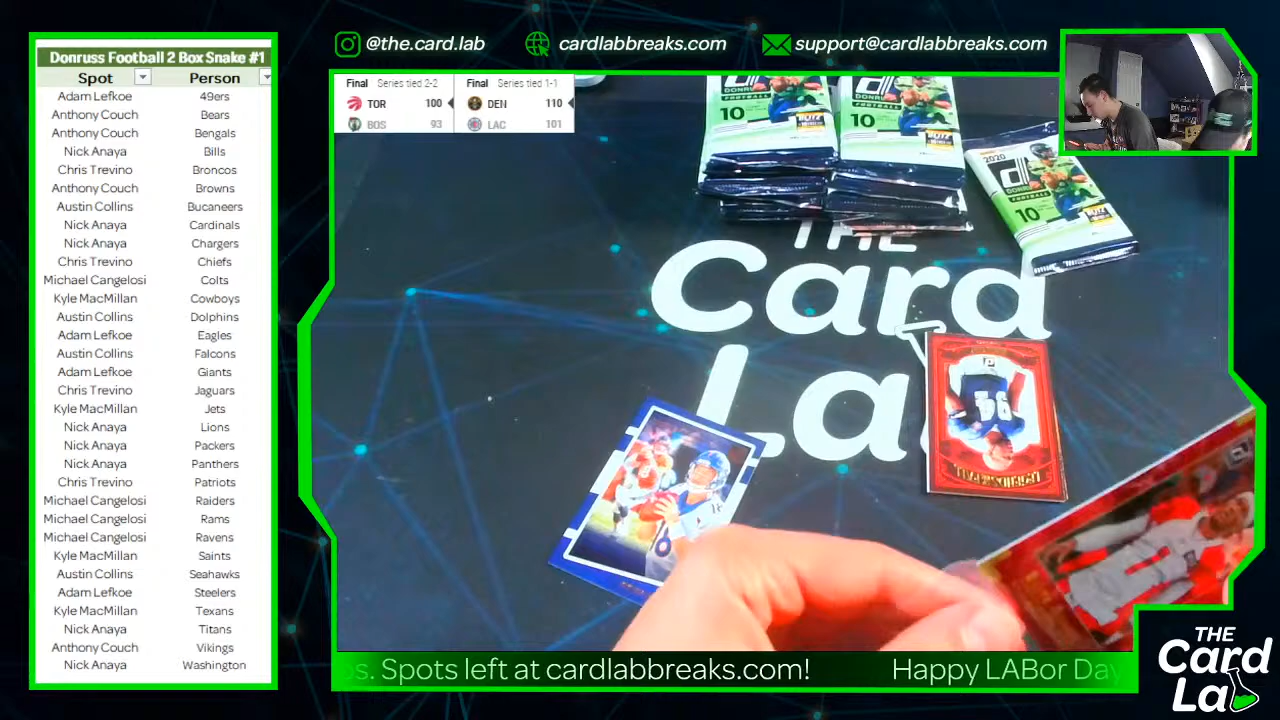 Donruss Football 2 Box Snake #1
Spot Person
Adam Lefkoe 49ers
Anthony Couch Bears
Anthony Couch Bengals
Nick Anaya Bills
Chris Trevino Broncos
Anthony Couch Browns
Austin Collins Bucaneers
Nick Anaya Cardinals
Nick Anaya Chargers
Chris Trevino Chiefs
Michael Cangelosi Colts
Kyle MacMillan Cowboys
Austin Collins Dolphins
Adam Lefkoe Eagles
Austin Collins Falcons
Adam Lefkoe Giants
Chris Trevino Jaguars
Kyle MacMillan Jets
Nick Anaya Lions
Nick Anaya Packers
Nick Anaya Panthers
Chris Trevino Patriots
Michael Cangelosi Raiders
Michael Cangelosi Rams
Michael Cangelosi Ravens
Kyle MacMillan Saints
Austin Collins Seahawks
Adam Lefkoe Steelers
Kyle MacMillan Texans
Nick Anaya Titans
Anthony Couch Vikings
Nick Anaya Washington
@the.card.lab cardlabbreaks.com support@cardlabbreaks.com
Final Series tied 2-2
TOR 100
BOS 93
Final Series tied 1-1
DEN 110
LAC 101
FOOTBALL
10
FOOTBALL
10
2020
FOOTBALL
10
THE
Card
La
s. Spots left at cardlabbreaks.com! Happy LABor Day
THE
Card
La